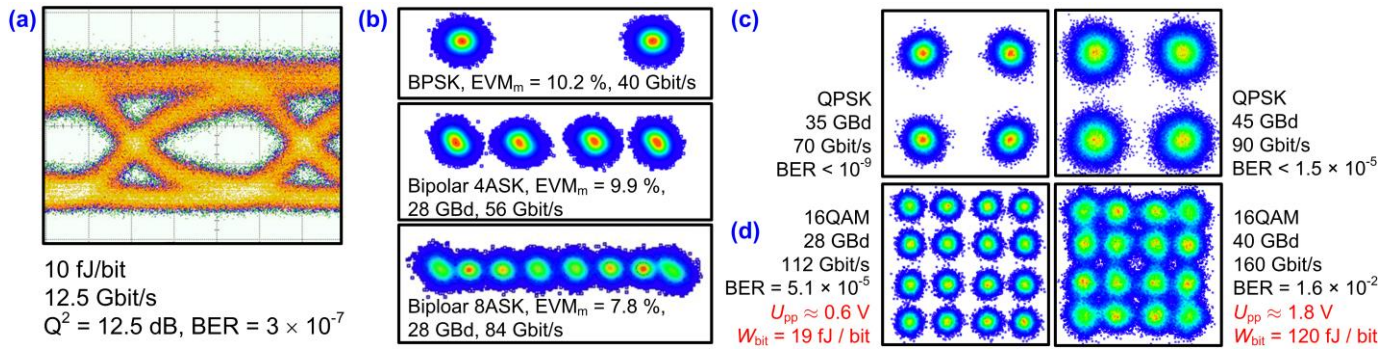 (a)
10 fJ/bit
12.5 Gbit/s
Q² = 12.5 dB, BER = 3 × 10⁻⁷
(b)
BPSK, EVMₘ = 10.2 %, 40 Gbit/s
Bipolar 4ASK, EVMₘ = 9.9 %,
28 GBd, 56 Gbit/s
Biploar 8ASK, EVMₘ = 7.8 %,
28 GBd, 84 Gbit/s
(c)
QPSK
35 GBd
70 Gbit/s
BER < 10⁻⁹
QPSK
45 GBd
90 Gbit/s
BER < 1.5 × 10⁻⁵
(d)
16QAM
28 GBd
112 Gbit/s
BER = 5.1 × 10⁻⁵
Uₚₚ ≈ 0.6 V
W_bit = 19 fJ / bit
16QAM
40 GBd
160 Gbit/s
BER = 1.6 × 10⁻²
Uₚₚ ≈ 1.8 V
W_bit = 120 fJ / bit